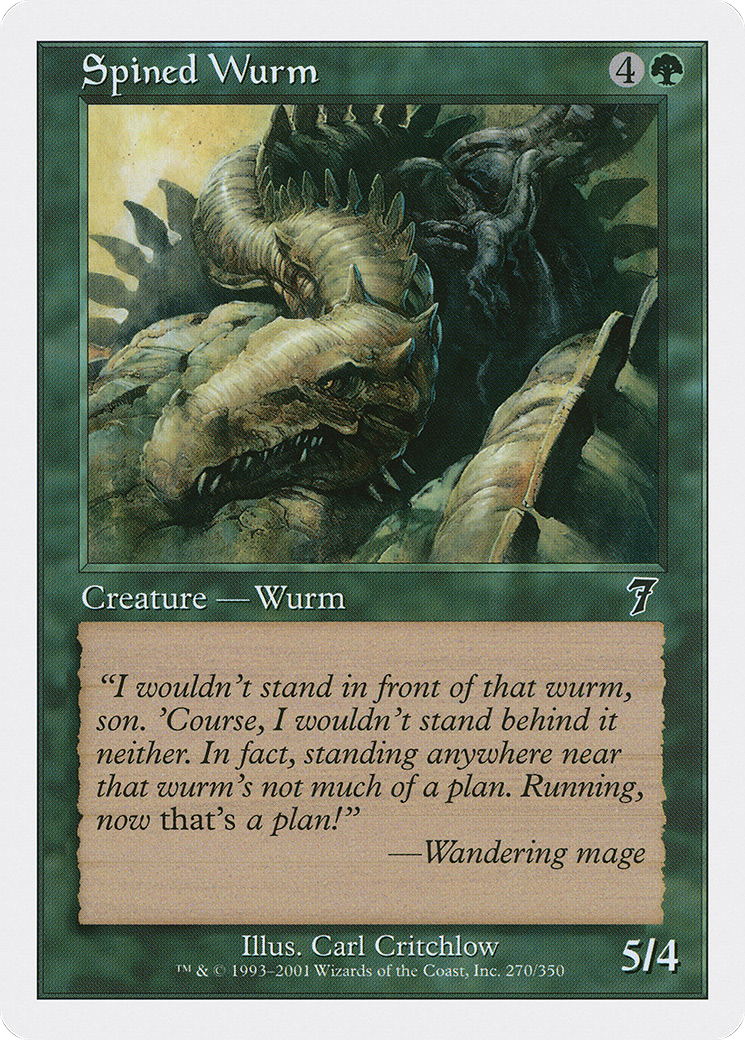 Spined Wurm 4
Creature — Wurm 7
“I wouldn’t stand in front of that wurm,
son. ’Course, I wouldn’t stand behind it
neither. In fact, standing anywhere near
that wurm’s not much of a plan. Running,
now that’s a plan!”
—Wandering mage
Illus. Carl Critchlow
™ & © 1993–2001 Wizards of the Coast, Inc. 270/350
5/4